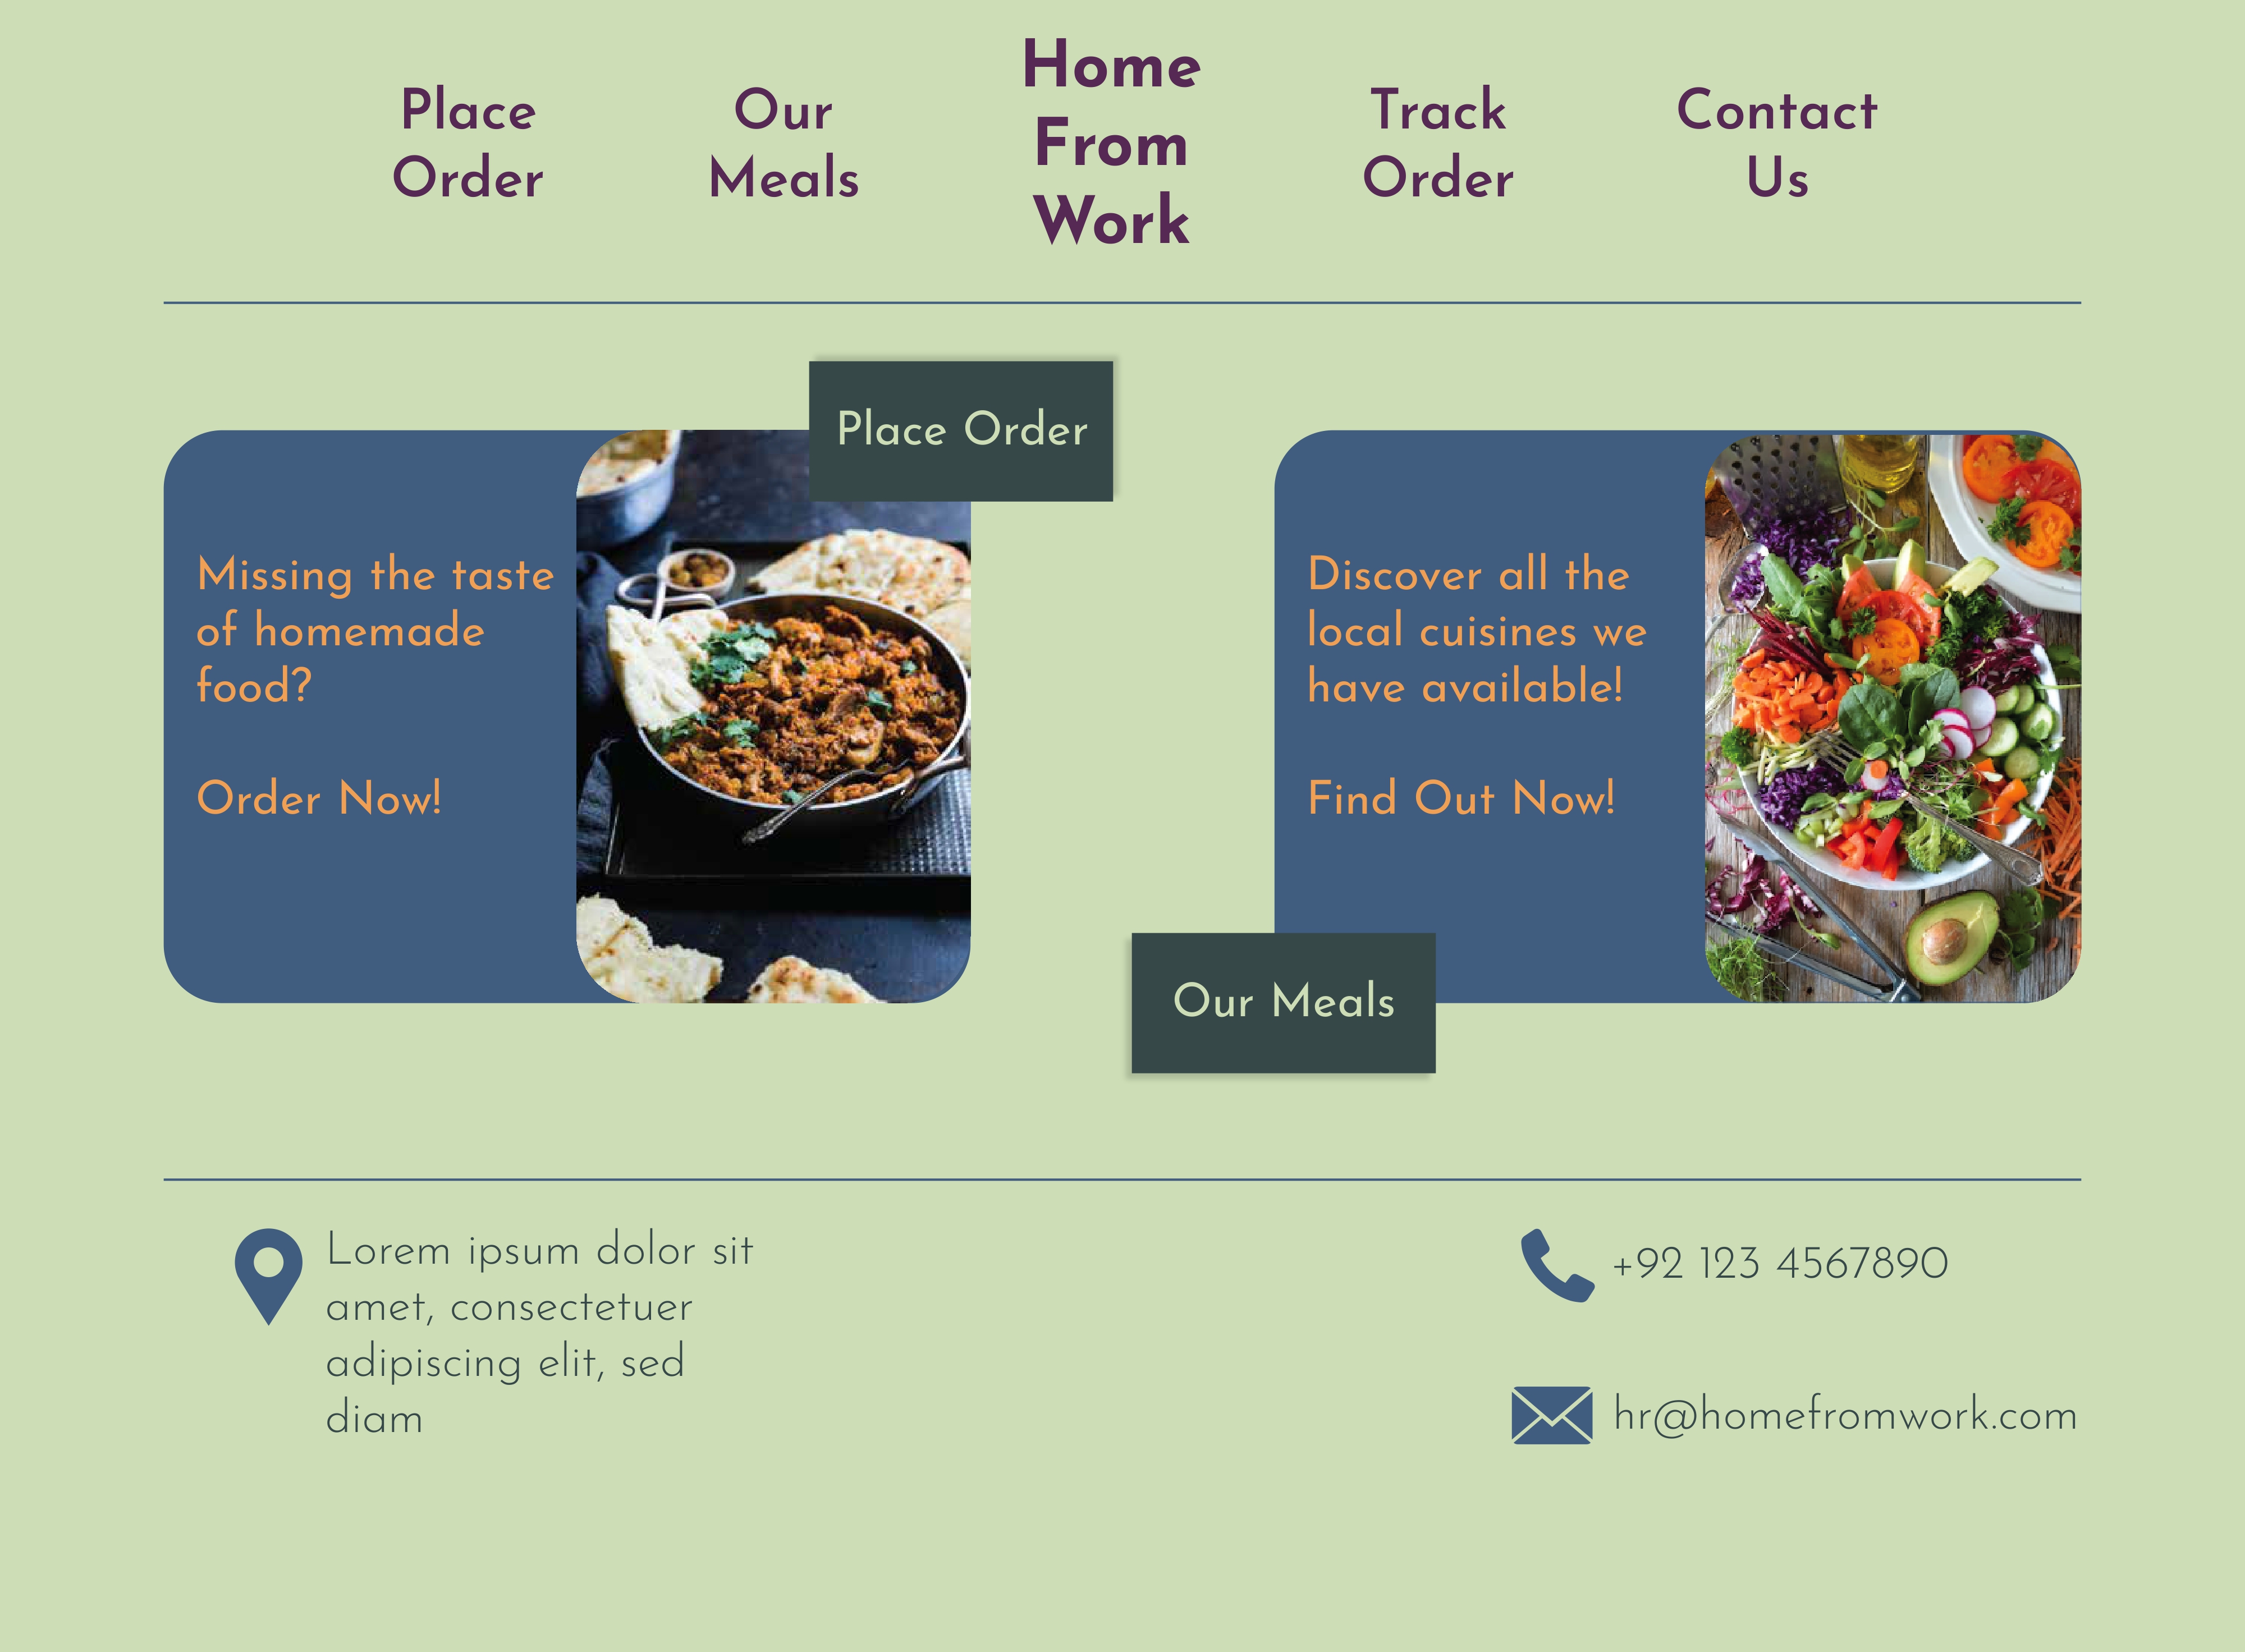 Place
Order
Our
Meals
Home
From
Work
Track
Order
Contact
Us
Place Order
Missing the taste
of homemade
food?
Order Now!
Discover all the
local cuisines we
have available!
Find Out Now!
Our Meals
Lorem ipsum dolor sit
amet, consectetuer
adipiscing elit, sed
diam
+92 123 4567890
hr@homefromwork.com